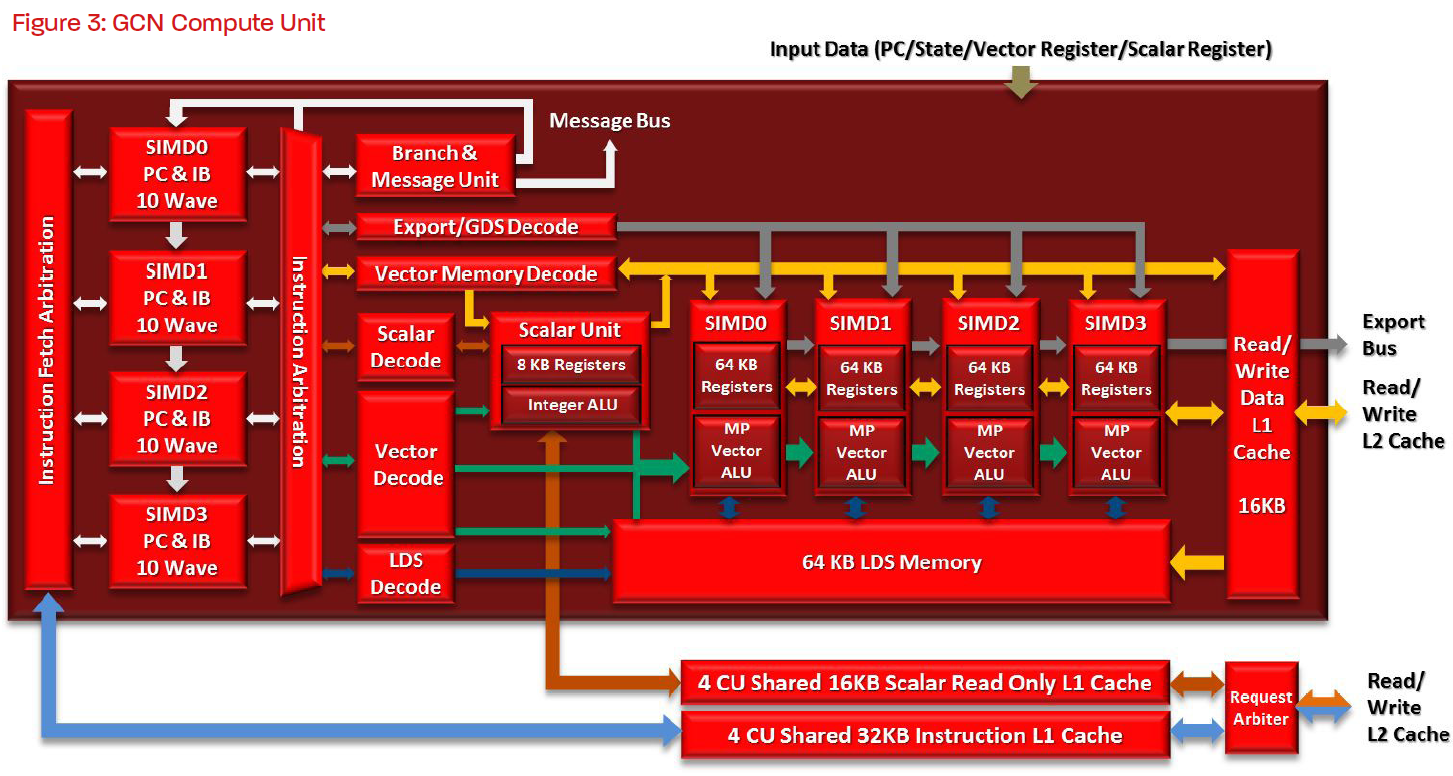 Figure 3: GCN Compute Unit
Input Data (PC/State/Vector Register/Scalar Register)
Instruction Fetch Arbitration
SIMD0
PC & IB
10 Wave
SIMD1
PC & IB
10 Wave
SIMD2
PC & IB
10 Wave
SIMD3
PC & IB
10 Wave
Instruction Arbitration
Branch &
Message Unit
Message Bus
Export/GDS Decode
Vector Memory Decode
Scalar
Decode
Scalar Unit
8 KB Registers
Integer ALU
Vector
Decode
LDS
Decode
SIMD0
64 KB
Registers
MP
Vector
ALU
SIMD1
64 KB
Registers
MP
Vector
ALU
SIMD2
64 KB
Registers
MP
Vector
ALU
SIMD3
64 KB
Registers
MP
Vector
ALU
64 KB LDS Memory
Read/
Write
Data
L1
Cache
16KB
Export
Bus
Read/
Write
L2 Cache
4 CU Shared 16KB Scalar Read Only L1 Cache
4 CU Shared 32KB Instruction L1 Cache
Request
Arbiter
Read/
Write
L2 Cache